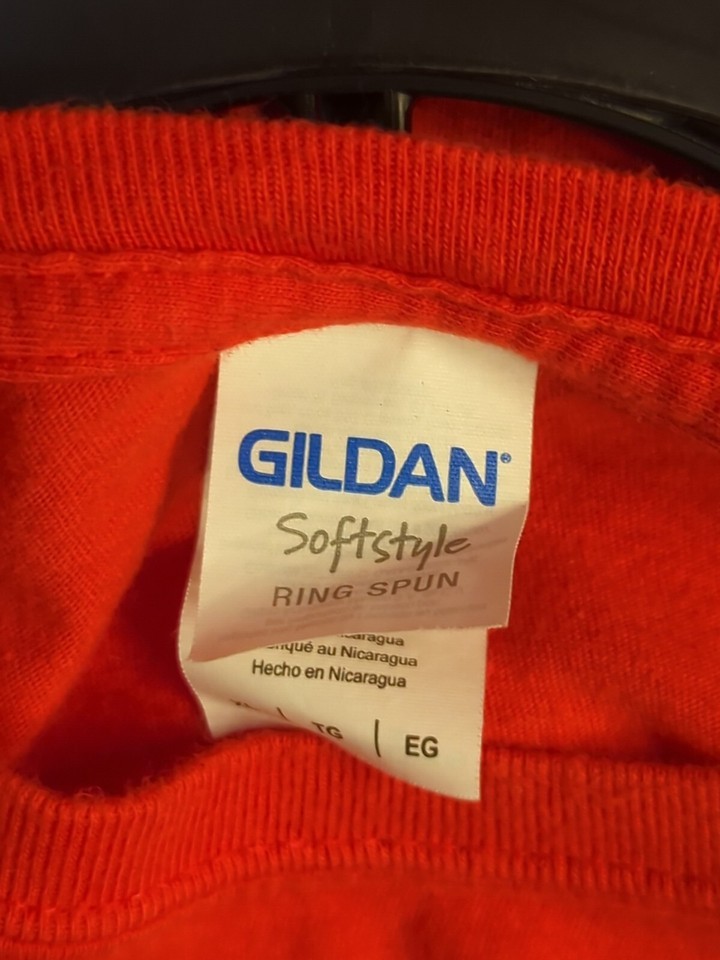 GILDAN®
Softstyle
RING SPUN
au Nicaragua
Hecho en Nicaragua
TG | EG